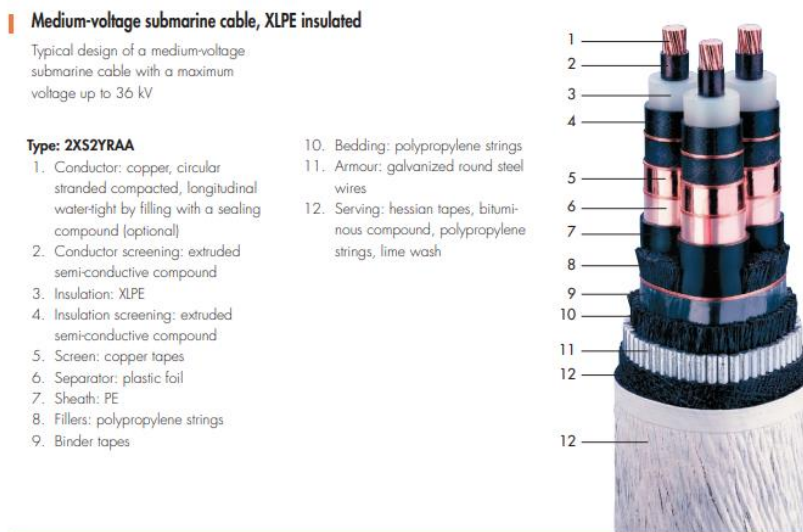 Medium-voltage submarine cable, XLPE insulated
Typical design of a medium-voltage
submarine cable with a maximum
voltage up to 36 kV
Type: 2XS2YRAA
1. Conductor: copper, circular
stranded compacted, longitudinal
water-tight by filling with a sealing
compound (optional)
2. Conductor screening: extruded
semi-conductive compound
3. Insulation: XLPE
4. Insulation screening: extruded
semi-conductive compound
5. Screen: copper tapes
6. Separator: plastic foil
7. Sheath: PE
8. Fillers: polypropylene strings
9. Binder tapes
10. Bedding: polypropylene strings
11. Armour: galvanized round steel
wires
12. Serving: hessian tapes, bitumi-
nous compound, polypropylene
strings, lime wash
1
2
3
4
5
6
7
8
9
10
11
12
12